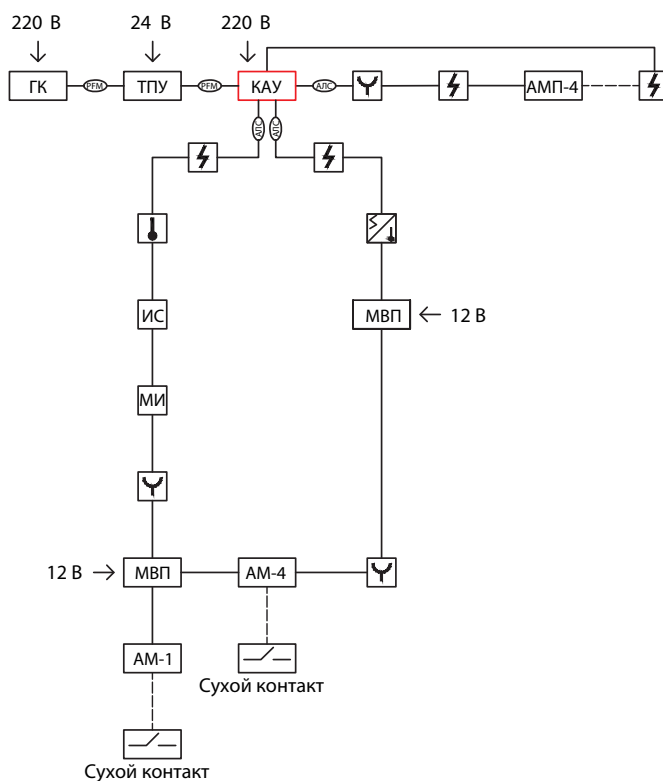 220 В
24 В
220 В
ГК
PFM
ТПУ
PFM
КАУ
АЛС
АМП-4
АЛС
АЛС
ИС
МВП
12 В
МИ
12 В
МВП
АМ-4
АМ-1
Сухой контакт
Сухой контакт